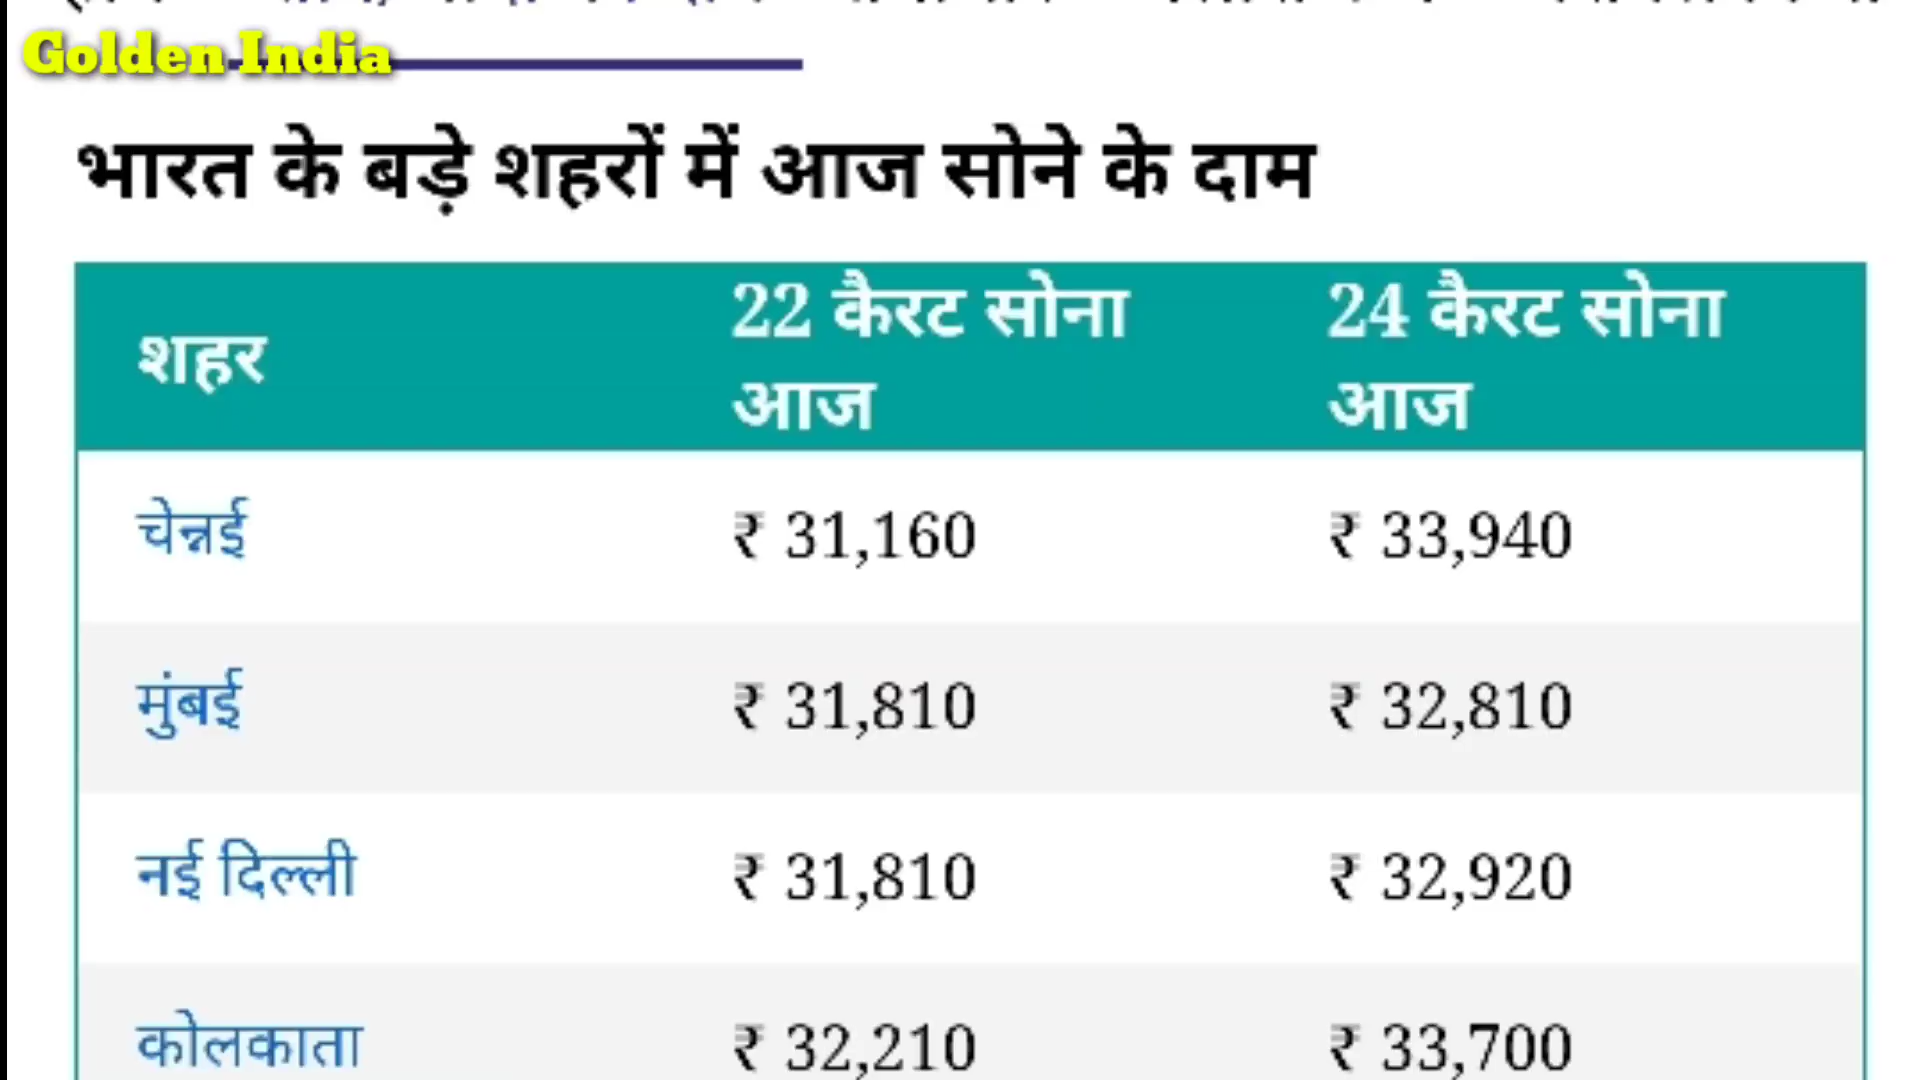 Golden India
भारत के बड़े शहरों में आज सोने के दाम
शहर 22 कैरट सोना आज 24 कैरट सोना आज
चेन्नई ₹ 31,160 ₹ 33,940
मुंबई ₹ 31,810 ₹ 32,810
नई दिल्ली ₹ 31,810 ₹ 32,920
कोलकाता ₹ 32,210 ₹ 33,700